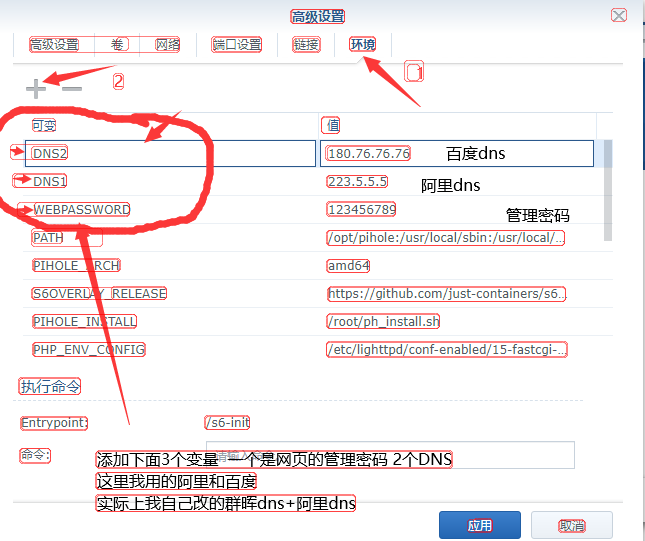 高级设置
高级设置 卷 网络 端口设置 链接 环境
1
2
可变 值
DNS2 180.76.76.76 百度dns
DNS1 223.5.5.5 阿里dns
WEBPASSWORD 123456789 管理密码
PATH /opt/pihole:/usr/local/sbin:/usr/local/...
PIHOLE_ARCH amd64
S6OVERLAY_RELEASE https://github.com/just-containers/s6...
PIHOLE_INSTALL /root/ph_install.sh
PHP_ENV_CONFIG /etc/lighttpd/conf-enabled/15-fastcgi-...
执行命令
Entrypoint: /s6-init
命令:
添加下面3个变量 一个是网页的管理密码 2个DNS
这里我用的阿里和百度
实际上我自己改的群晖dns+阿里dns
应用 取消